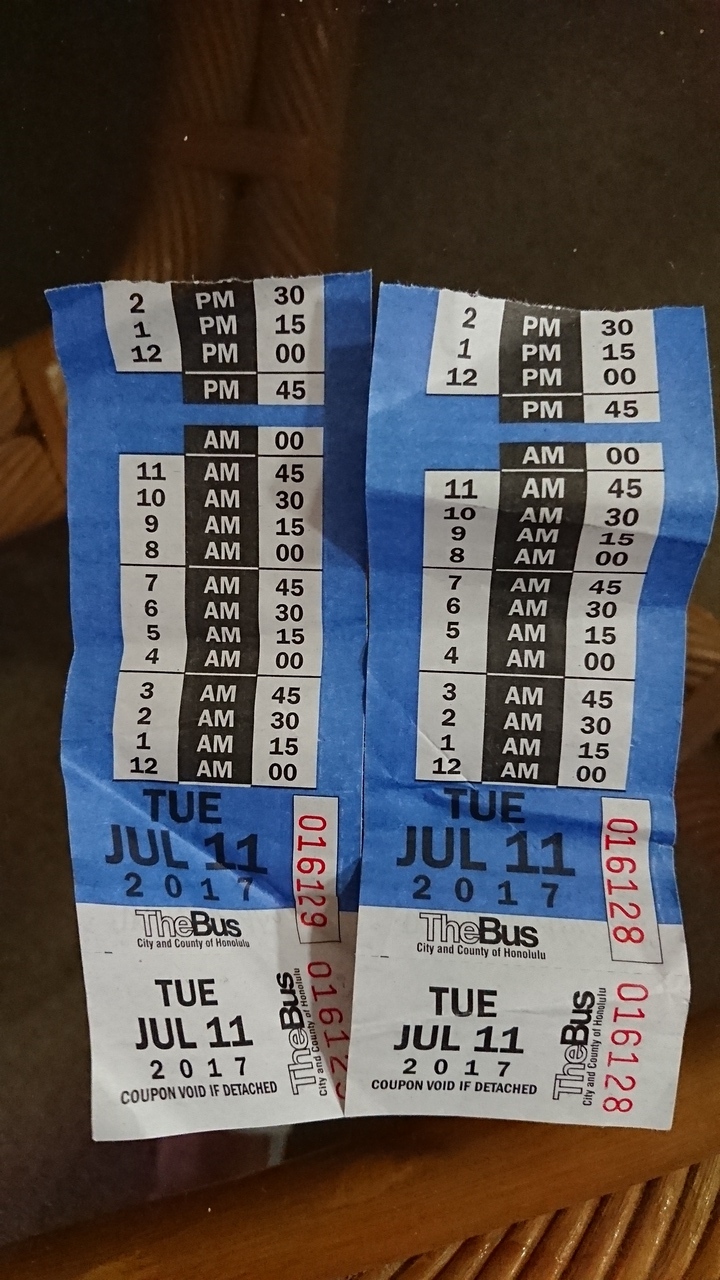 2 PM 30
1 PM 15
12 PM 00
PM 45
AM 00
11 AM 45
10 AM 30
9 AM 15
8 AM 00
7 AM 45
6 AM 30
5 AM 15
4 AM 00
3 AM 45
2 AM 30
1 AM 15
12 AM 00
TUE
JUL 11
2017
016129
TheBus
City and County of Honolulu
TUE
JUL 11
2017
COUPON VOID IF DETACHED
TheBus
City and County of Honolulu
2 PM 30
1 PM 15
12 PM 00
PM 45
AM 00
11 AM 45
10 AM 30
9 AM 15
8 AM 00
7 AM 45
6 AM 30
5 AM 15
4 AM 00
3 AM 45
2 AM 30
1 AM 15
12 AM 00
TUE
JUL 11
2017
016128
TheBus
City and County of Honolulu
TUE
JUL 11
2017
COUPON VOID IF DETACHED
TheBus
City and County of Honolulu
016128